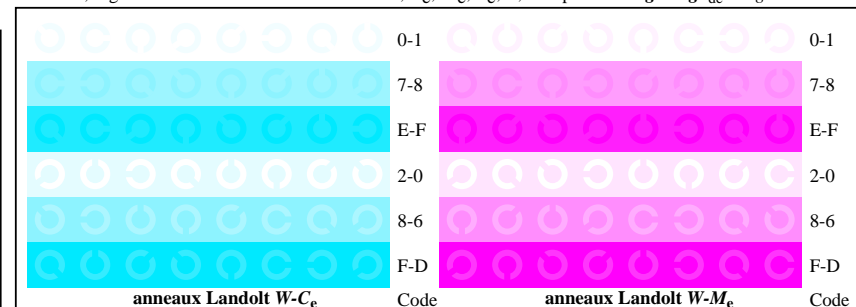 0-1 0-1
7-8 7-8
E-F E-F
2-0 2-0
8-6 8-6
F-D F-D
anneaux Landolt W-Ce Code anneaux Landolt W-Me Code